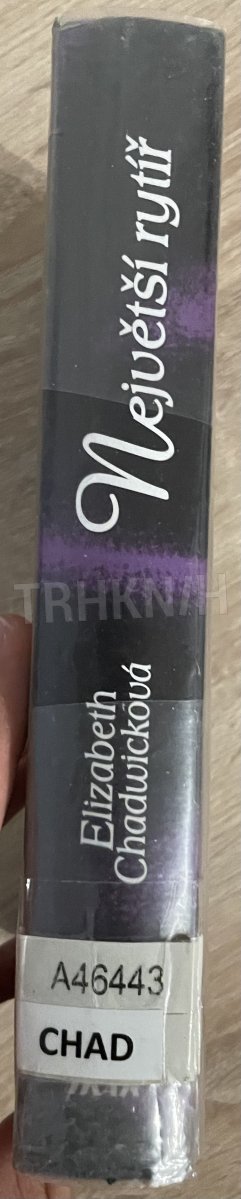 Největší rytíř
TRHKNIH
Elizabeth
Chadwicková
A46443
CHAD